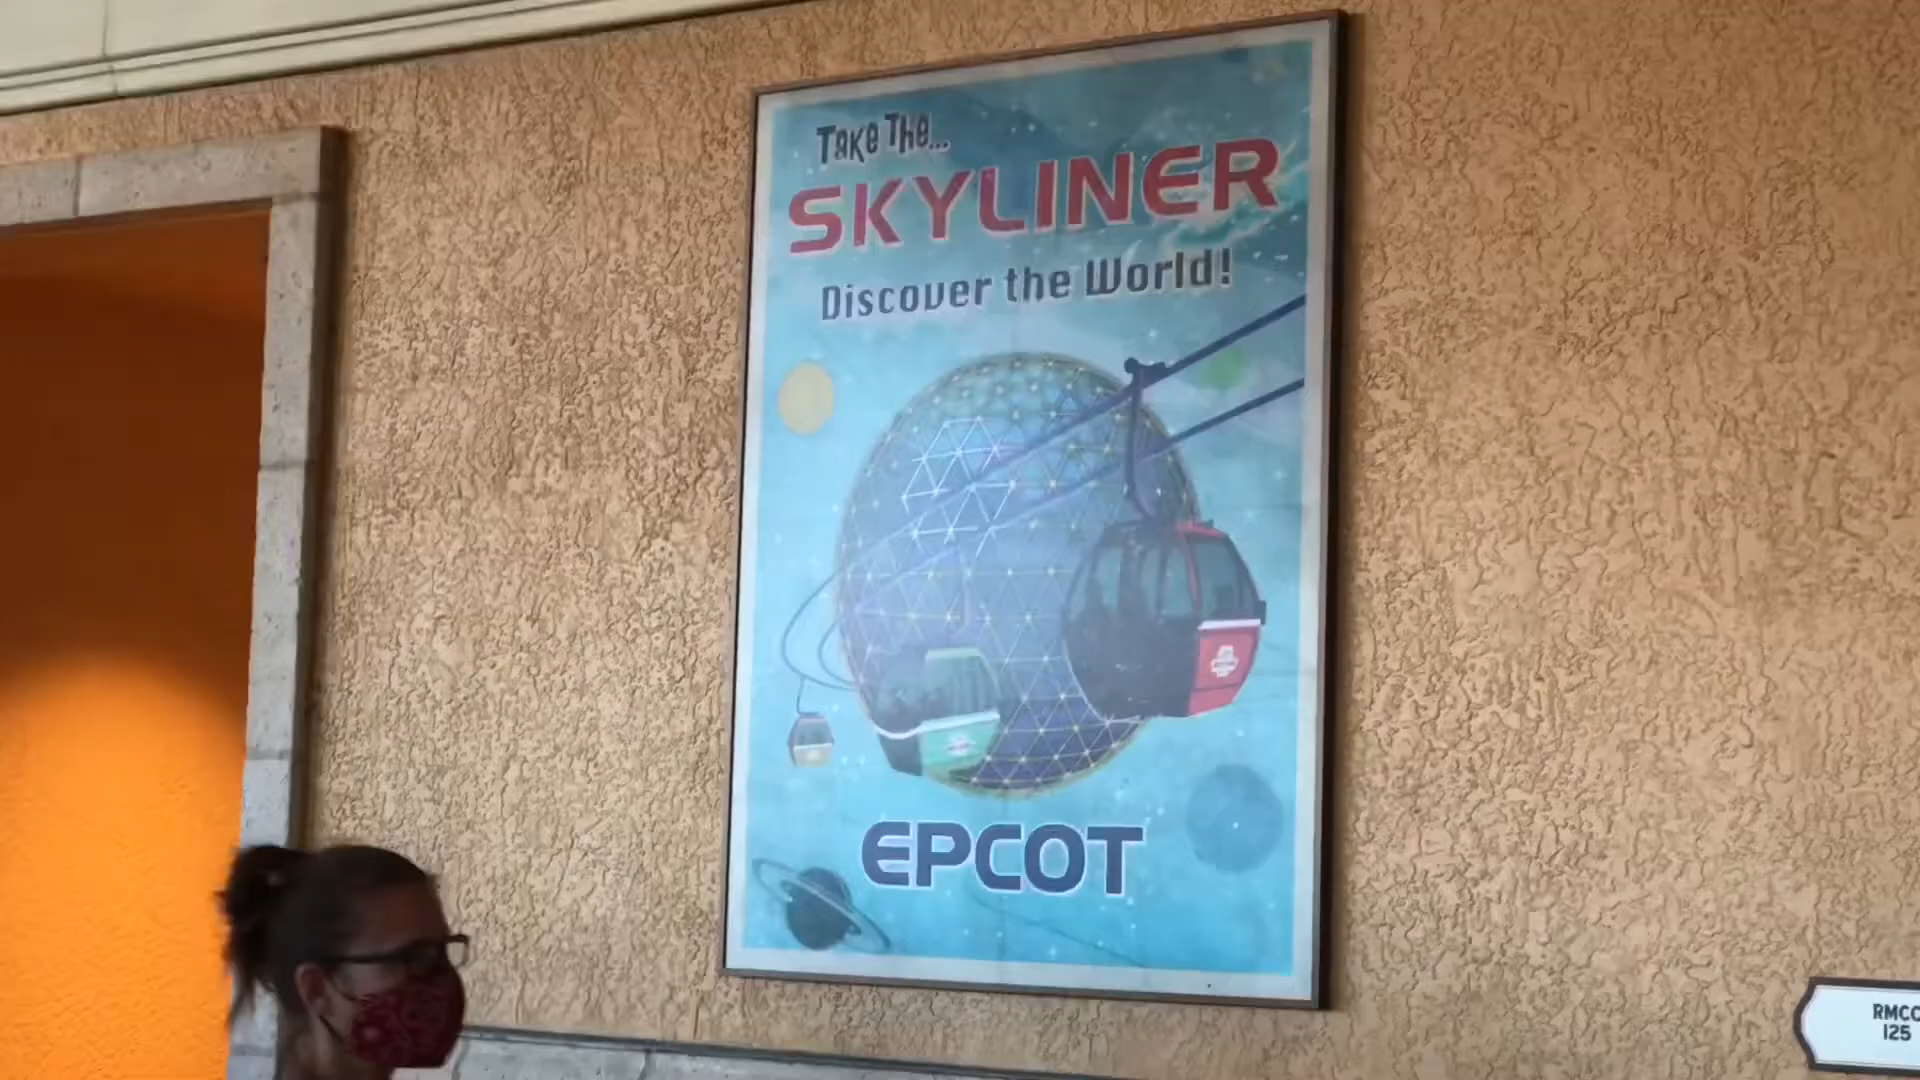 Take The...
SKYLINER
Discover the World!
EPCOT
RMCC
125